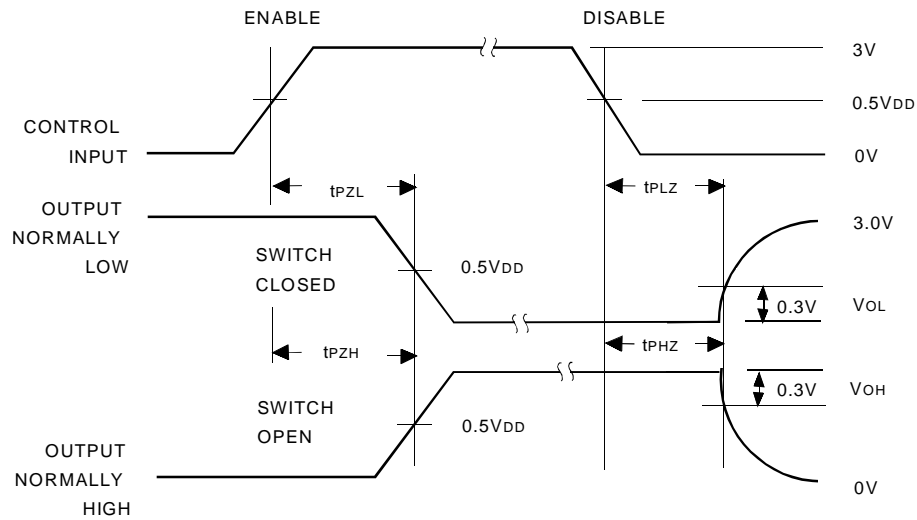 ENABLE
DISABLE
3V
0.5VDD
CONTROL
INPUT
0V
tPZL
tPLZ
OUTPUT
NORMALLY
LOW
3.0V
SWITCH
CLOSED
0.5VDD
0.3V
VOL
tPZH
tPHZ
0.3V
VOH
SWITCH
OPEN
0.5VDD
OUTPUT
NORMALLY
HIGH
0V